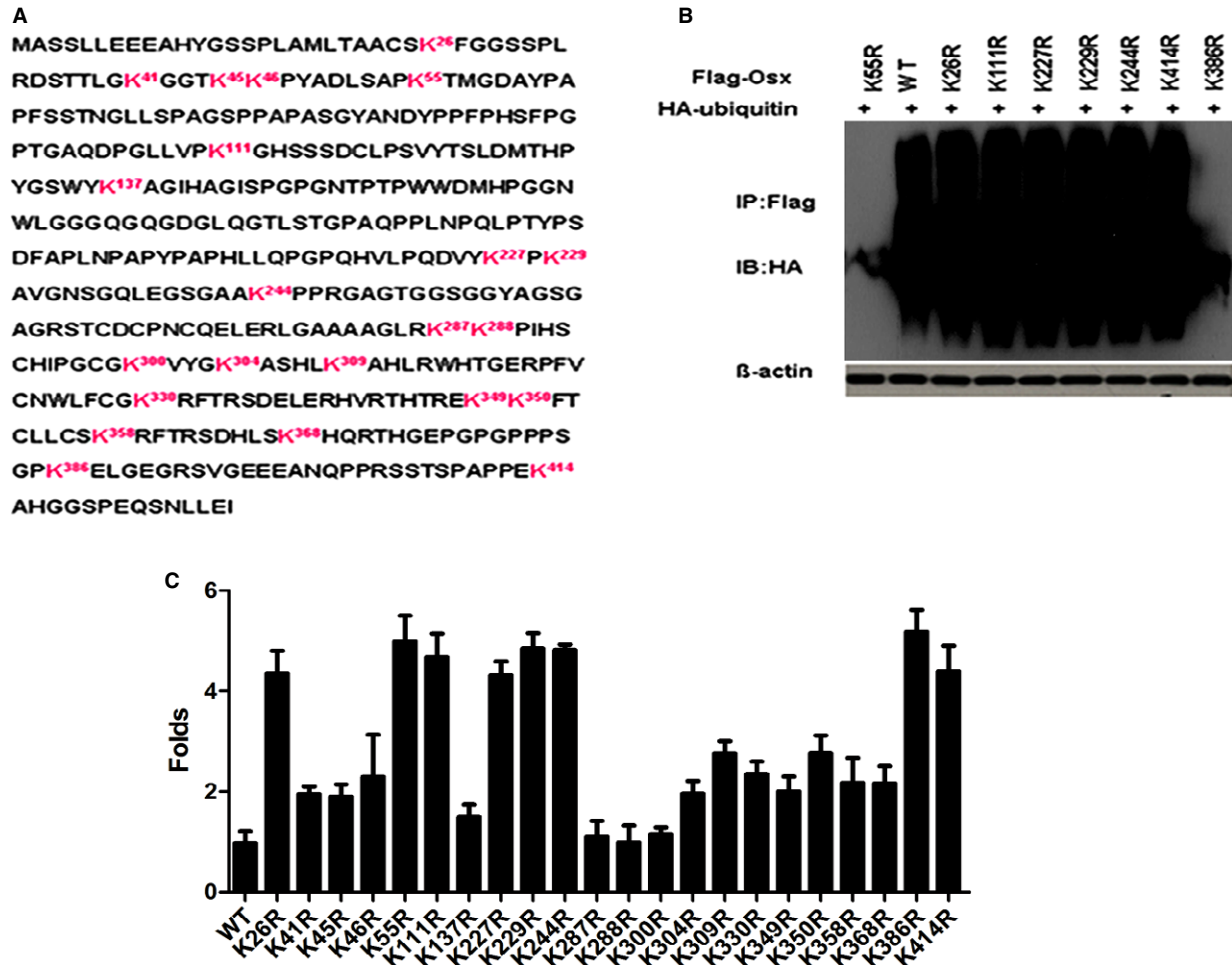 A
MASSLLEEEAHYGSSPLAMLTAACSK²⁶FGGSSPL
RDSTTLGK⁴¹GGTK⁴⁵K⁴⁶PYADLSAPK⁵⁵TMGDAYPA
PFSSTNGLLSPAGSPPAPASGYANDYPPFPHSFPG
PTGAQDPGLLVPK¹¹¹GHSSSDCLPSVYTSLDMTHP
YGSWYK¹³⁷AGIHAGISPGPGNTPTPWWDMHPGGN
WLGGGQGQGDGLQGTLSTGPAQPPLNPQLPTYPS
DFAPLNPAPYPAPHLLQPGPQHVLPQDVYK²²⁷PK²²⁹
AVGNSGQLEGSGAAK²⁴⁴PPRGAGTGGSGGYAGSG
AGRSTCDCPNCQELERLGAAAAGLRK²⁸⁷K²⁸⁸PIHS
CHIPGCGK³⁰⁰VYGK³⁰⁴ASHLK³⁰⁹AHLRWHTGERPFV
CNWLFCGK³³⁰RFTRSDELERHVRTHTREK³⁴⁹K³⁵⁰FT
CLLCSK³⁵⁸RFTRSDHLSK³⁶⁸HQRTHGEPGPGPPPS
GPK³⁸⁶ELGEGRSVGEEEANQPPRSSTSPAPPEK⁴¹⁴
AHGGSPEQSNLLEI
B
Flag-Osx K55R WT K26R K111R K227R K229R K244R K414R K386R
HA-ubiquitin + + + + + + + + +
IP:Flag
IB:HA
ß-actin
C
Folds
6
4
2
0
WT K26R K41R K45R K46R K55R K111R K137R K227R K229R K244R K287R K288R K300R K304R K309R K330R K349R K350R K358R K368R K386R K414R